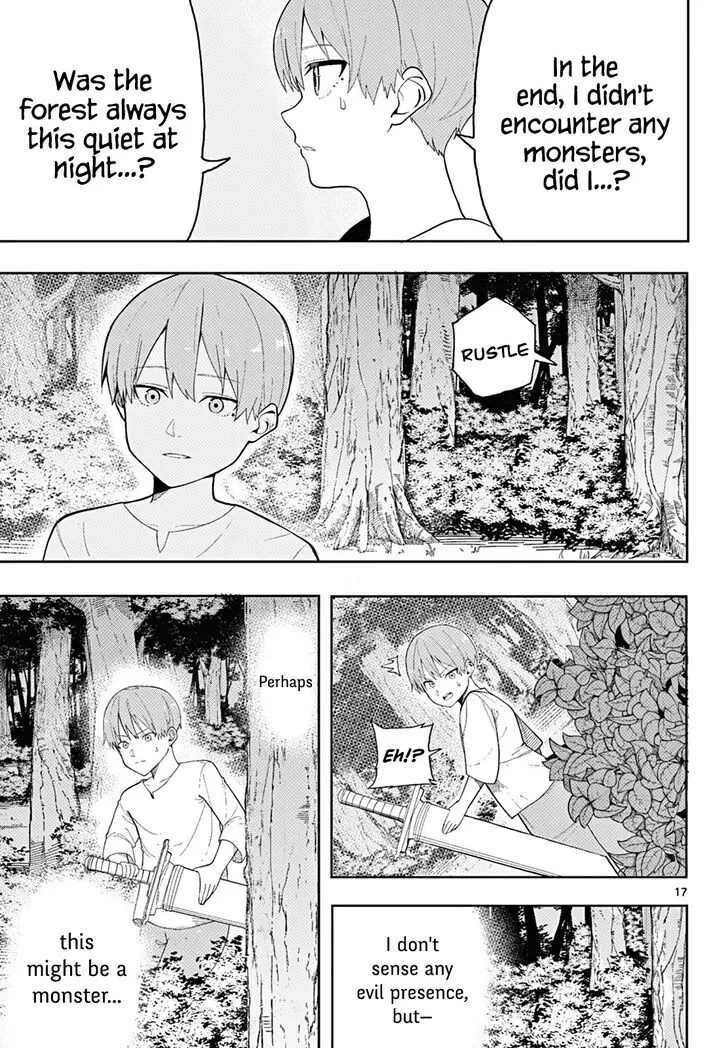 In the
end, I didn't
encounter any
monsters,
did I...?
Was the
forest always
this quiet at
night...?
RUSTLE
Eh!?
17
I don't
sense any
evil presence,
but—
Perhaps
this
might be a
monster...